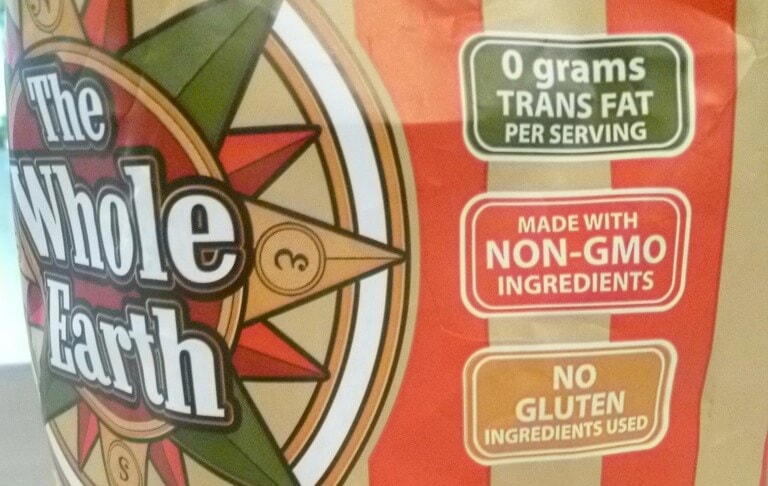 The
Whole
Earth
0 grams
TRANS FAT
PER SERVING
MADE WITH
NON-GMO
INGREDIENTS
NO
GLUTEN
INGREDIENTS USED